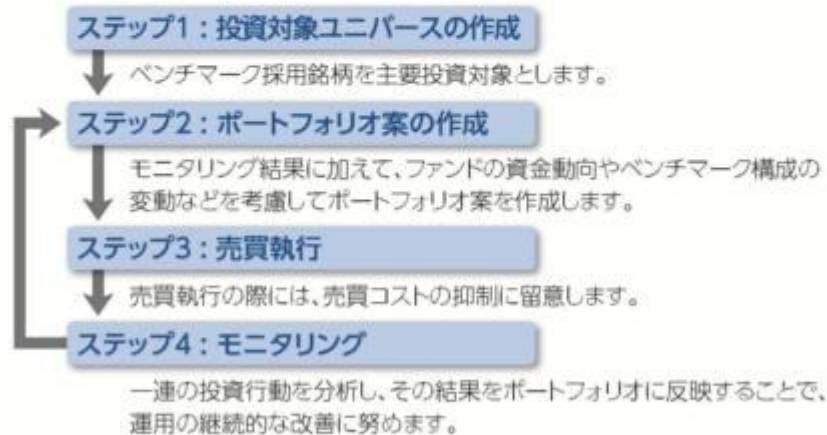 ステップ1：投資対象ユニバースの作成
ベンチマーク採用銘柄を主要投資対象とします。
ステップ2：ポートフォリオ案の作成
モニタリング結果に加えて、ファンドの資金動向やベンチマーク構成の
変動などを考慮してポートフォリオ案を作成します。
ステップ3：売買執行
売買執行の際には、売買コストの抑制に留意します。
ステップ4：モニタリング
一連の投資行動を分析し、その結果をポートフォリオに反映することで、
運用の継続的な改善に努めます。